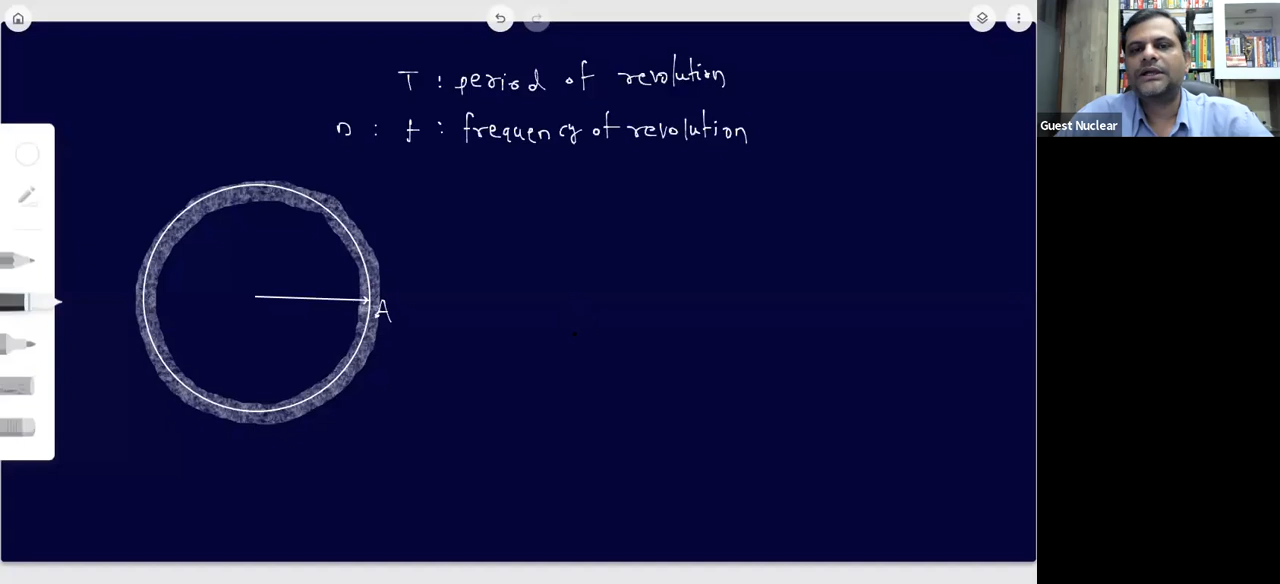 T : period of revolution
n : f : frequency of revolution
A
Guest Nuclear